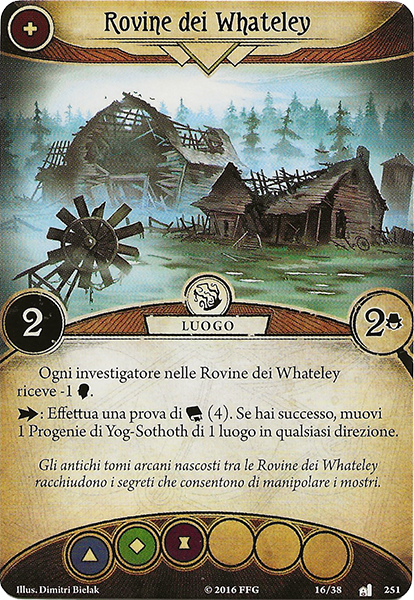 Rovine dei Whateley
2
LUOGO
2
Ogni investigatore nelle Rovine dei Whateley
riceve -1 .
: Effettua una prova di (4). Se hai successo, muovi
1 Progenie di Yog-Sothoth di 1 luogo in qualsiasi direzione.
Gli antichi tomi arcani nascosti tra le Rovine dei Whateley
racchiudono i segreti che consentono di manipolare i mostri.
Illus. Dimitri Bielak © 2016 FFG 16/38 251